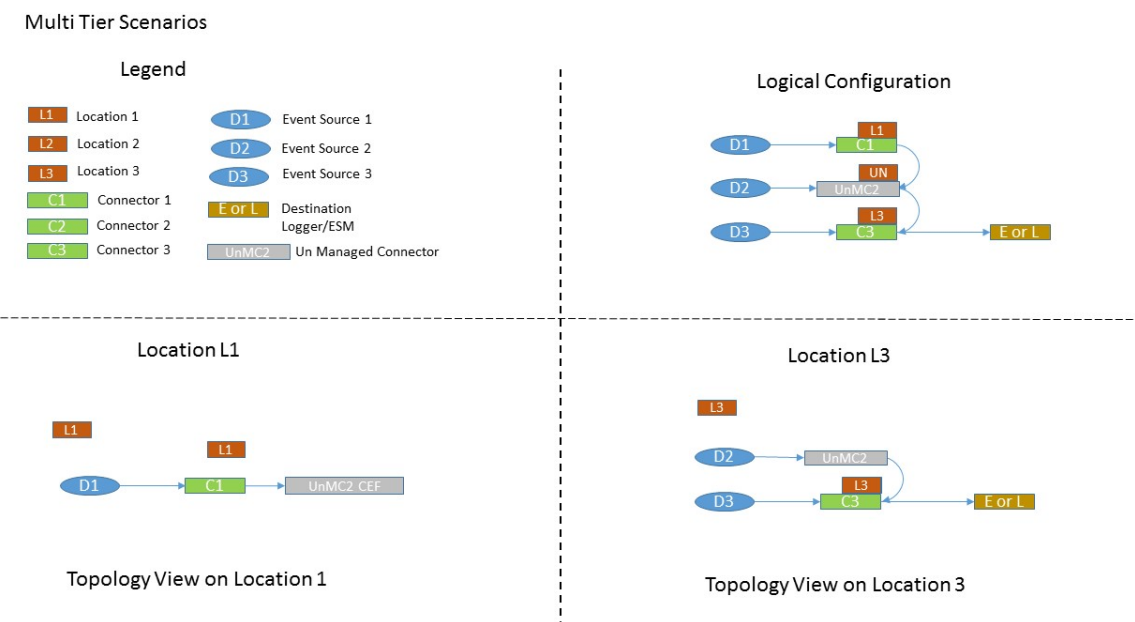 Multi Tier Scenarios
Legend
L1 Location 1
L2 Location 2
L3 Location 3
C1 Connector 1
C2 Connector 2
C3 Connector 3
D1 Event Source 1
D2 Event Source 2
D3 Event Source 3
E or L Destination
Logger/ESM
UnMC2 Un Managed Connector
Logical Configuration
L1
D1 C1
UN
D2 UnMC2
L3
D3 C3 E or L
Location L1
L1
L1
D1 C1 UnMC2 CEF
Topology View on Location 1
Location L3
L3
D2 UnMC2
L3
D3 C3 E or L
Topology View on Location 3